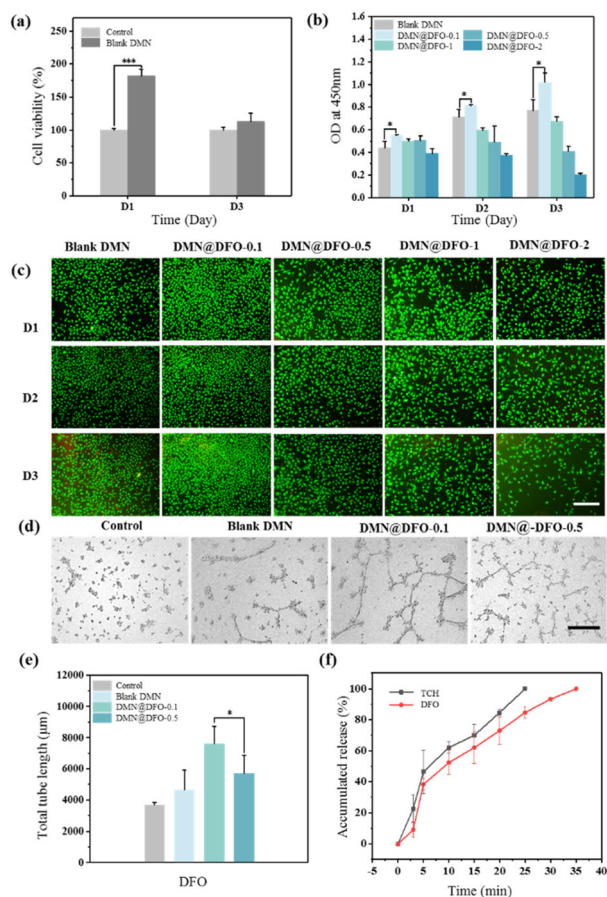 (a)
Control
Blank DMN
***
Cell viability (%)
250
200
150
100
50
0
D1 D3
Time (Day)
(b)
Blank DMN
DMN@DFO-0.1 DMN@DFO-0.5
DMN@DFO-1 DMN@DFO-2
*
*
*
OD at 450nm
1.6
1.4
1.2
1.0
0.8
0.6
0.4
0.2
0.0
D1 D2 D3
Time (Day)
(c)
Blank DMN DMN@DFO-0.1 DMN@DFO-0.5 DMN@DFO-1 DMN@DFO-2
D1
D2
D3
(d)
Control Blank DMN DMN@DFO-0.1 DMN@-DFO-0.5
(e)
Control
Blank DMN
DMN@DFO-0.1
DMN@DFO-0.5
*
Total tube length (μm)
12000
10000
8000
6000
4000
2000
0
DFO
(f)
TCH
DFO
Accumulated release (%)
100
80
60
40
20
0
-5 0 5 10 15 20 25 30 35 40
Time (min)